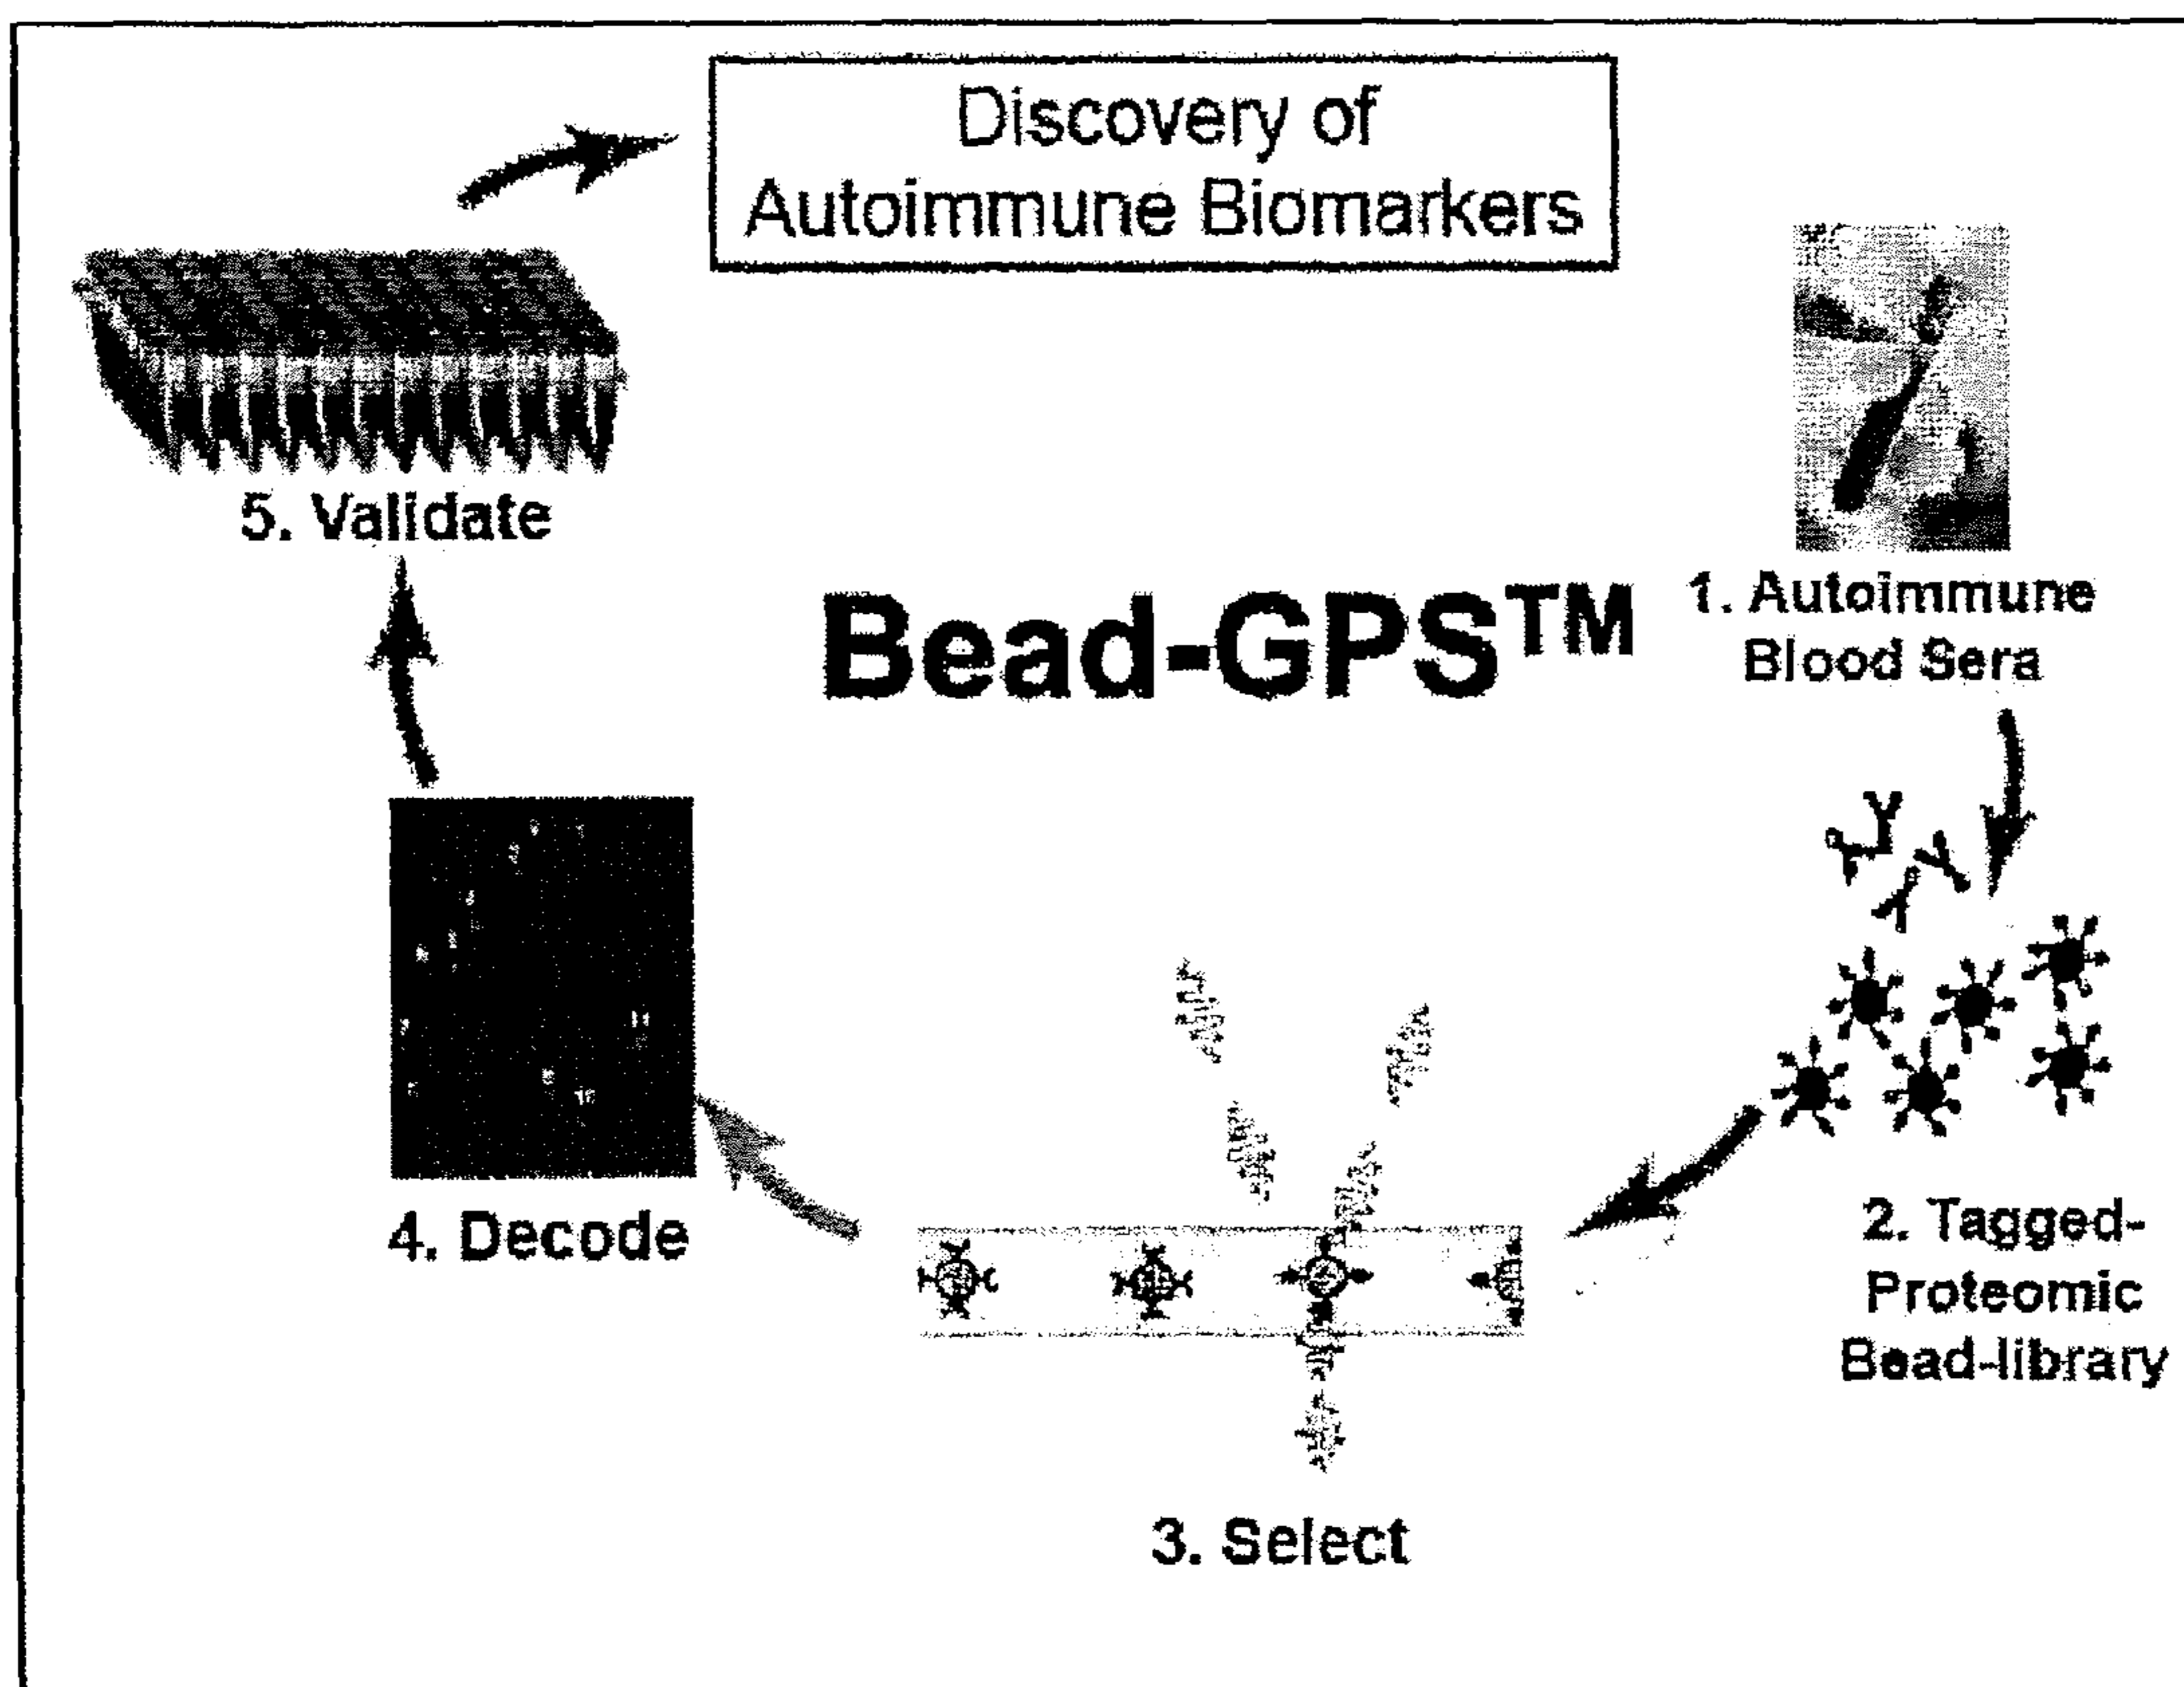 Discovery of
Autoimmune Biomarkers
Bead-GPS™
1. Autoimmune
Blood Sera
2. Tagged-
Proteomic
Bead-library
3. Select
4. Decode
5. Validate